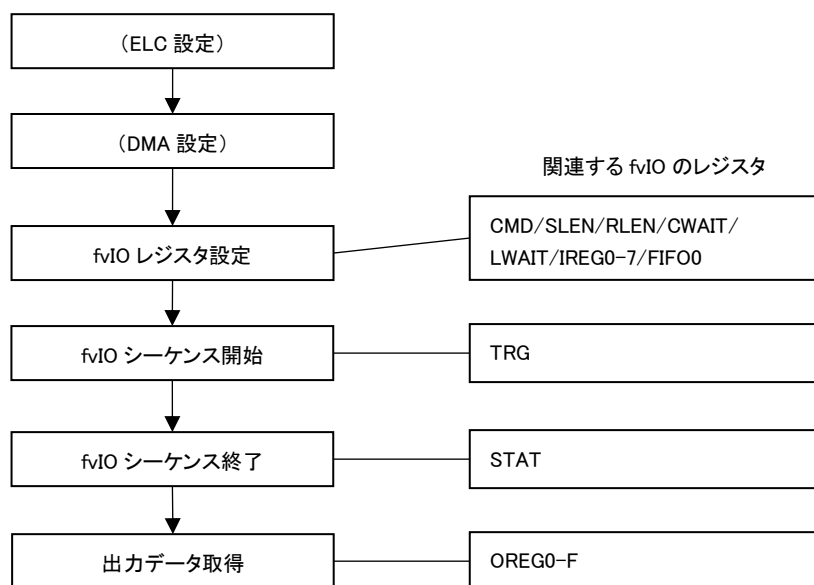 (ELC 設定)
(DMA 設定)
関連する fvIO のレジスタ
fvIO レジスタ設定
CMD/SLEN/RLEN/CWAIT/
LWAIT/IREG0-7/FIFO0
fvIO シーケンス開始
TRG
fvIO シーケンス終了
STAT
出力データ取得
OREG0-F